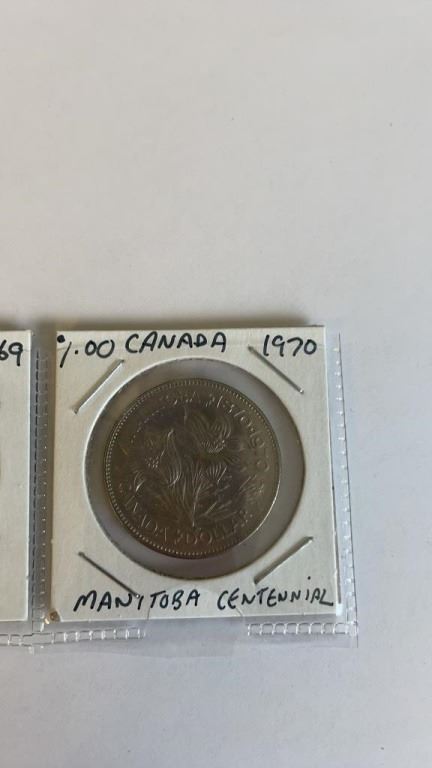 69
1.00 CANADA 1970
MANITOBA 1870-1970
CANADA DOLLAR
MANITOBA CENTENNIAL